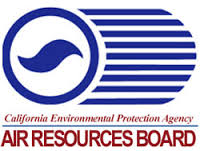 California Environmental Protection Agency
AIR RESOURCES BOARD